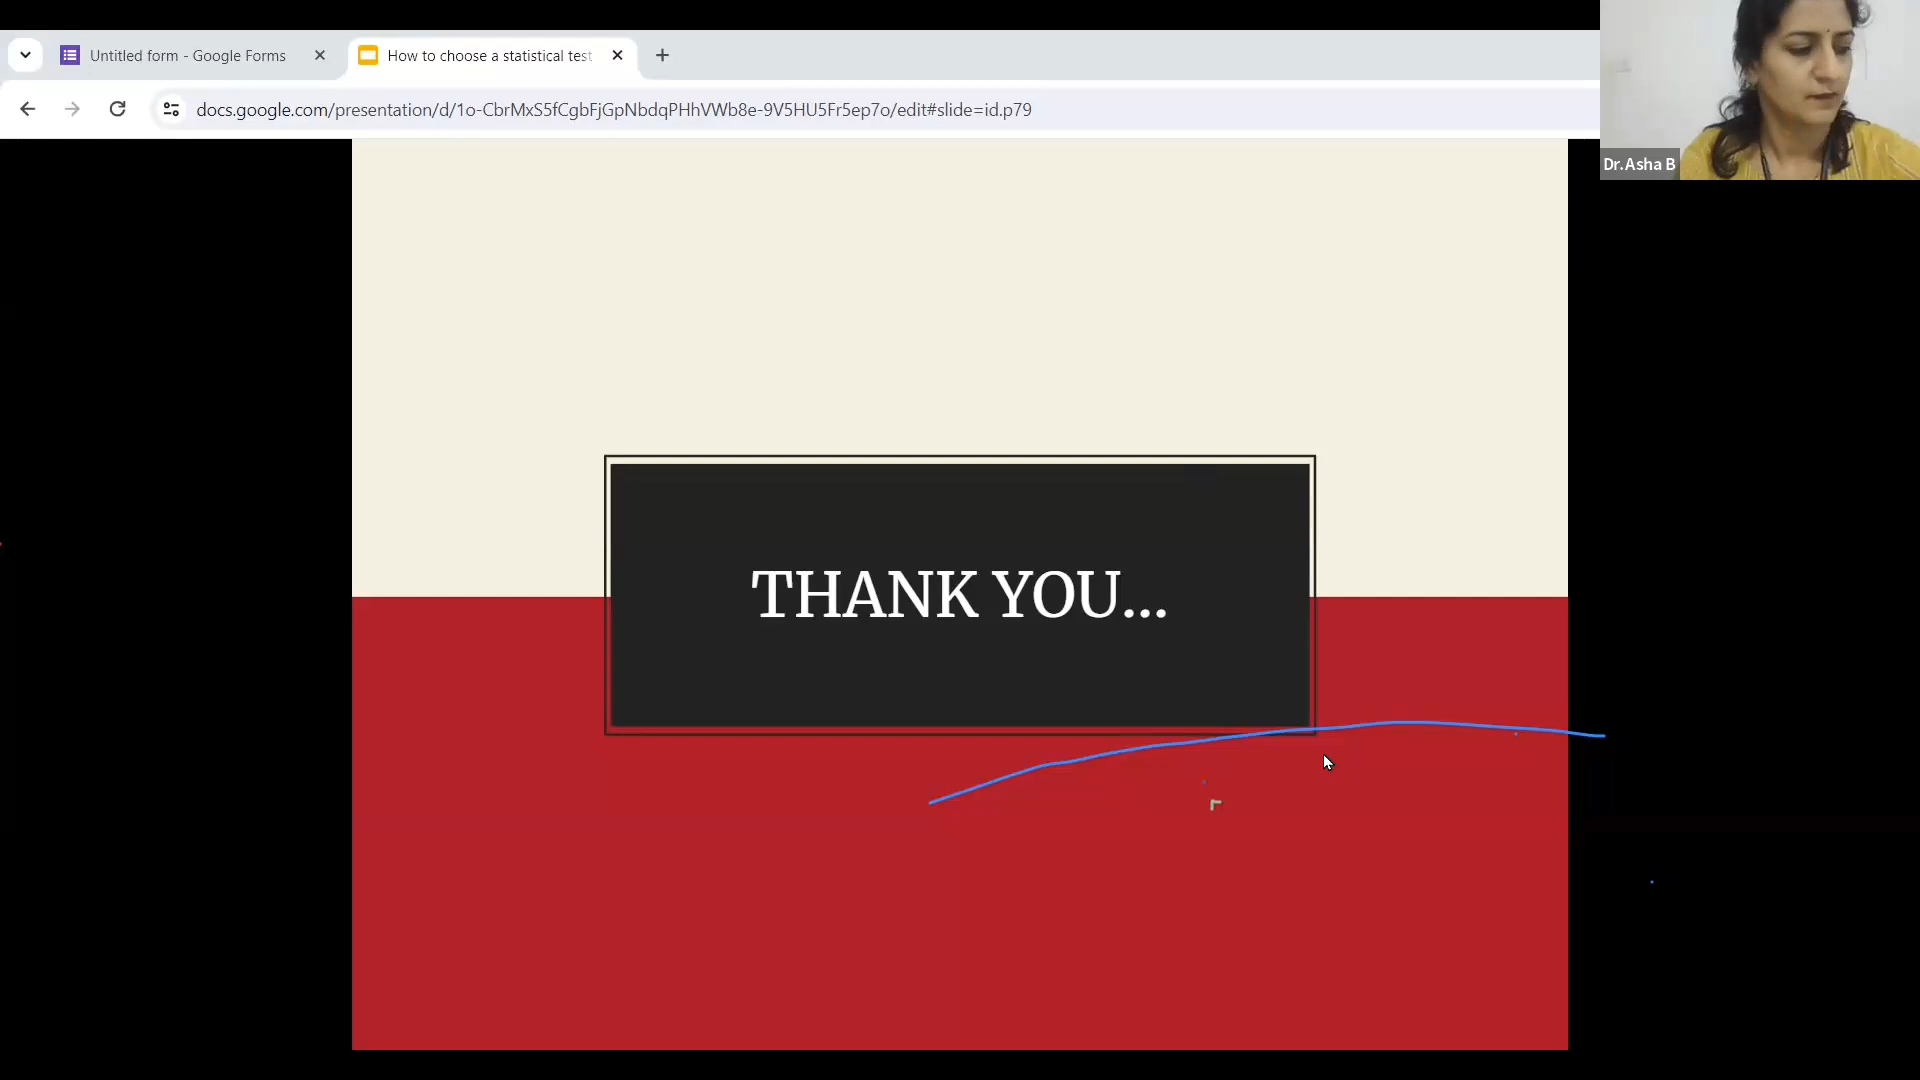 Untitled form - Google Forms
How to choose a statistical test
docs.google.com/presentation/d/1o-CbrMxS5fCgbFjGpNbdqPHhVWb8e-9V5HU5Fr5ep7o/edit#slide=id.p79
Dr.Asha B
THANK YOU...